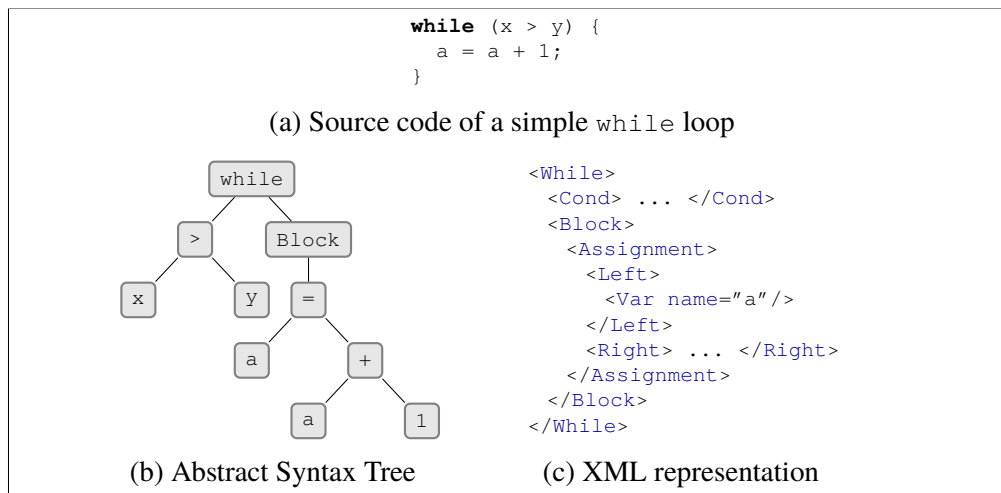 while (x > y) {
  a = a + 1;
}
(a) Source code of a simple while loop
while
> Block
x y =
a +
a 1
(b) Abstract Syntax Tree
<While>
  <Cond> ... </Cond>
  <Block>
    <Assignment>
      <Left>
        <Var name="a"/>
      </Left>
      <Right> ... </Right>
    </Assignment>
  </Block>
</While>
(c) XML representation